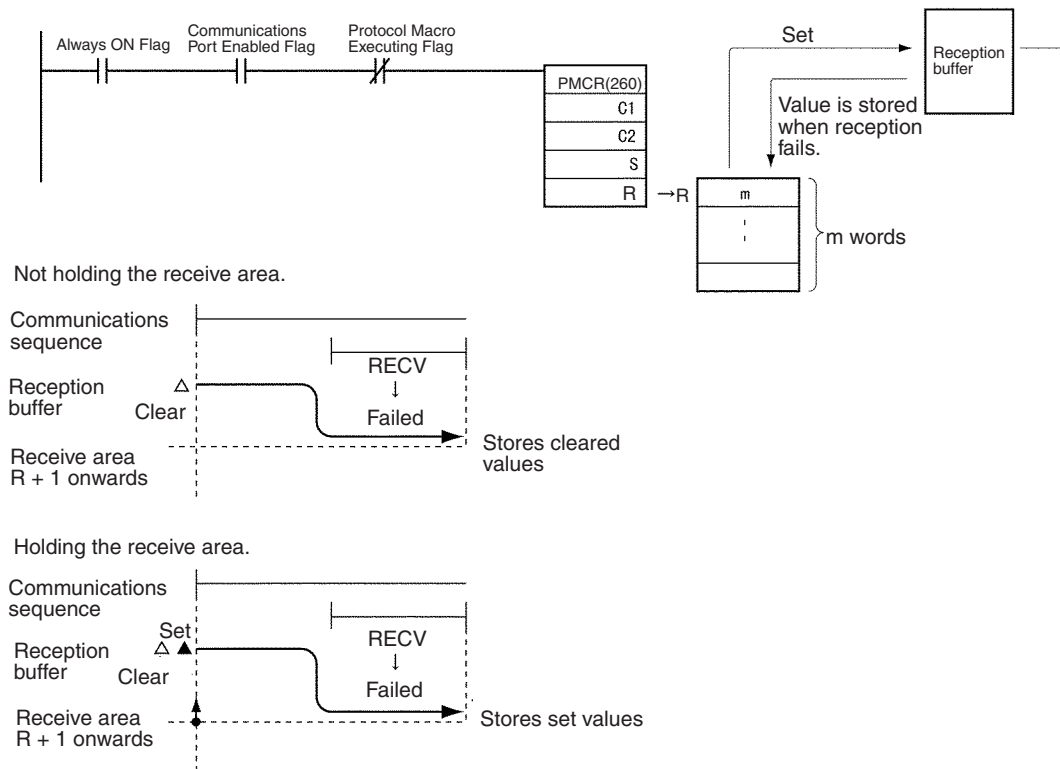 Always ON Flag
Communications
Port Enabled Flag
Protocol Macro
Executing Flag
PMCR(260)
C1
C2
S
R
→R
m
m words
Set
Reception
buffer
Value is stored
when reception
fails.
Not holding the receive area.
Communications
sequence
RECV
↓
Failed
Reception
buffer
Clear
Stores cleared
values
Receive area
R + 1 onwards
Holding the receive area.
Communications
sequence
RECV
↓
Failed
Set
Reception
buffer
Clear
Stores set values
Receive area
R + 1 onwards